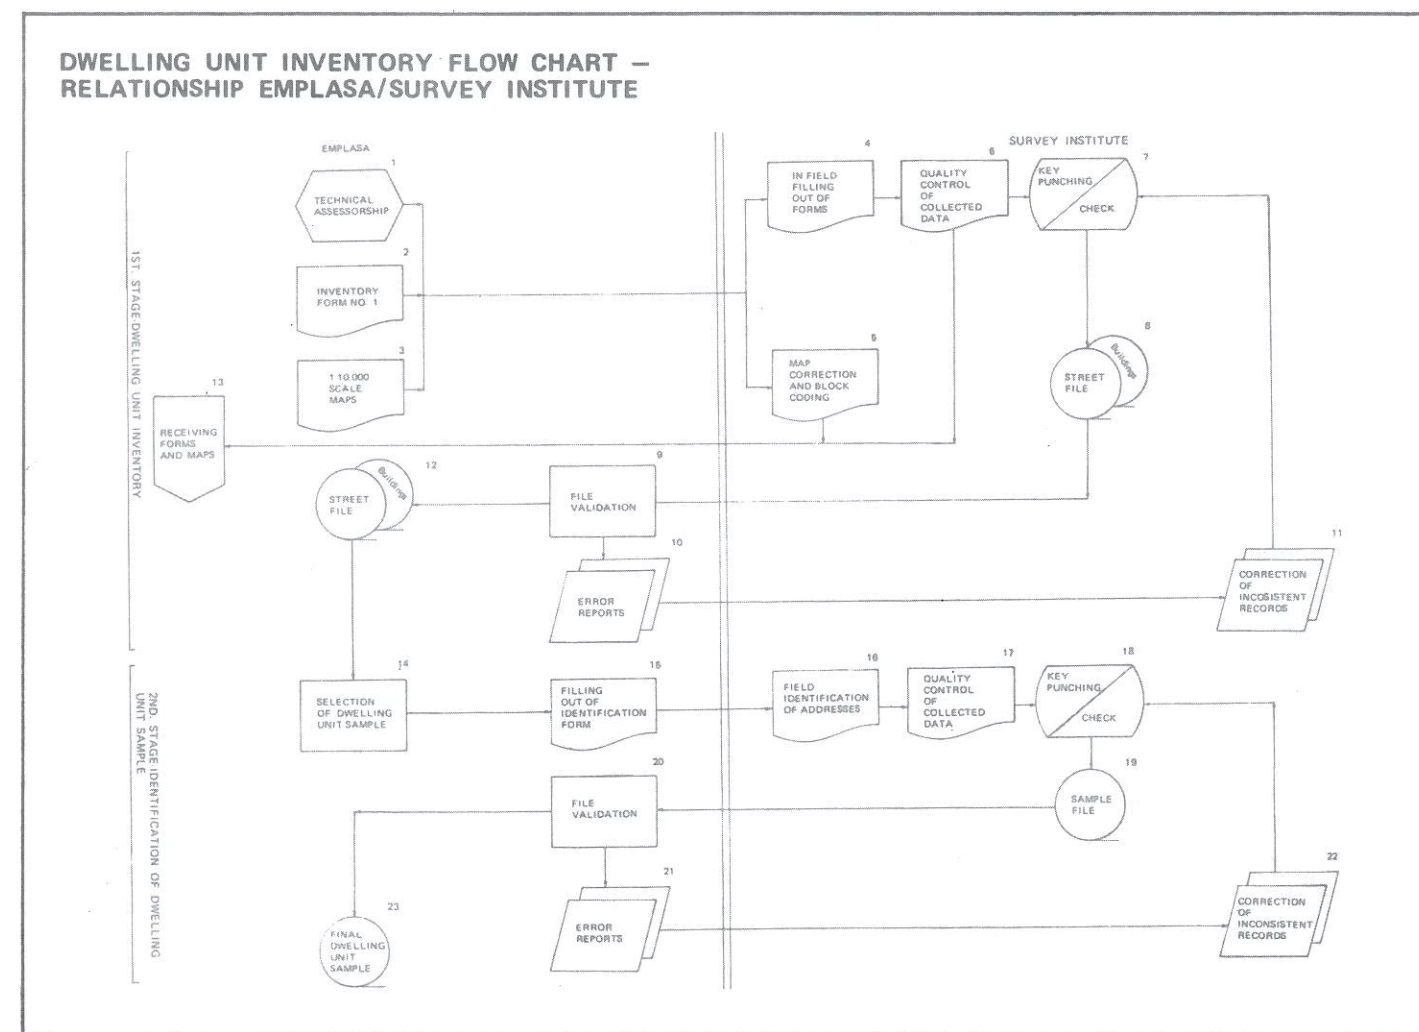 DWELLING UNIT INVENTORY FLOW CHART –
RELATIONSHIP EMPLASA/SURVEY INSTITUTE
EMPLASA
SURVEY INSTITUTE
1ST. STAGE-DWELLING UNIT INVENTORY
1
TECHNICAL
ASSESSORSHIP
2
INVENTORY
FORM NO. 1
3
1:10.000
SCALE
MAPS
4
IN FIELD
FILLING
OUT OF
FORMS
5
MAP
CORRECTION
AND BLOCK
CODING
6
QUALITY
CONTROL
OF
COLLECTED
DATA
7
KEY
PUNCHING
CHECK
8
Buildings
STREET
FILE
9
FILE
VALIDATION
10
ERROR
REPORTS
11
CORRECTION
OF
INCOSISTENT
RECORDS
12
Buildings
STREET
FILE
13
RECEIVING
FORMS
AND MAPS
2ND. STAGE-IDENTIFICATION OF DWELLING
UNIT SAMPLE
14
SELECTION
OF DWELLING
UNIT SAMPLE
15
FILLING
OUT OF
IDENTIFICATION
FORM
16
FIELD
IDENTIFICATION
OF ADDRESSES
17
QUALITY
CONTROL
OF
COLLECTED
DATA
18
KEY
PUNCHING
CHECK
19
SAMPLE
FILE
20
FILE
VALIDATION
21
ERROR
REPORTS
22
CORRECTION
OF
INCONSISTENT
RECORDS
23
FINAL
DWELLING
UNIT
SAMPLE